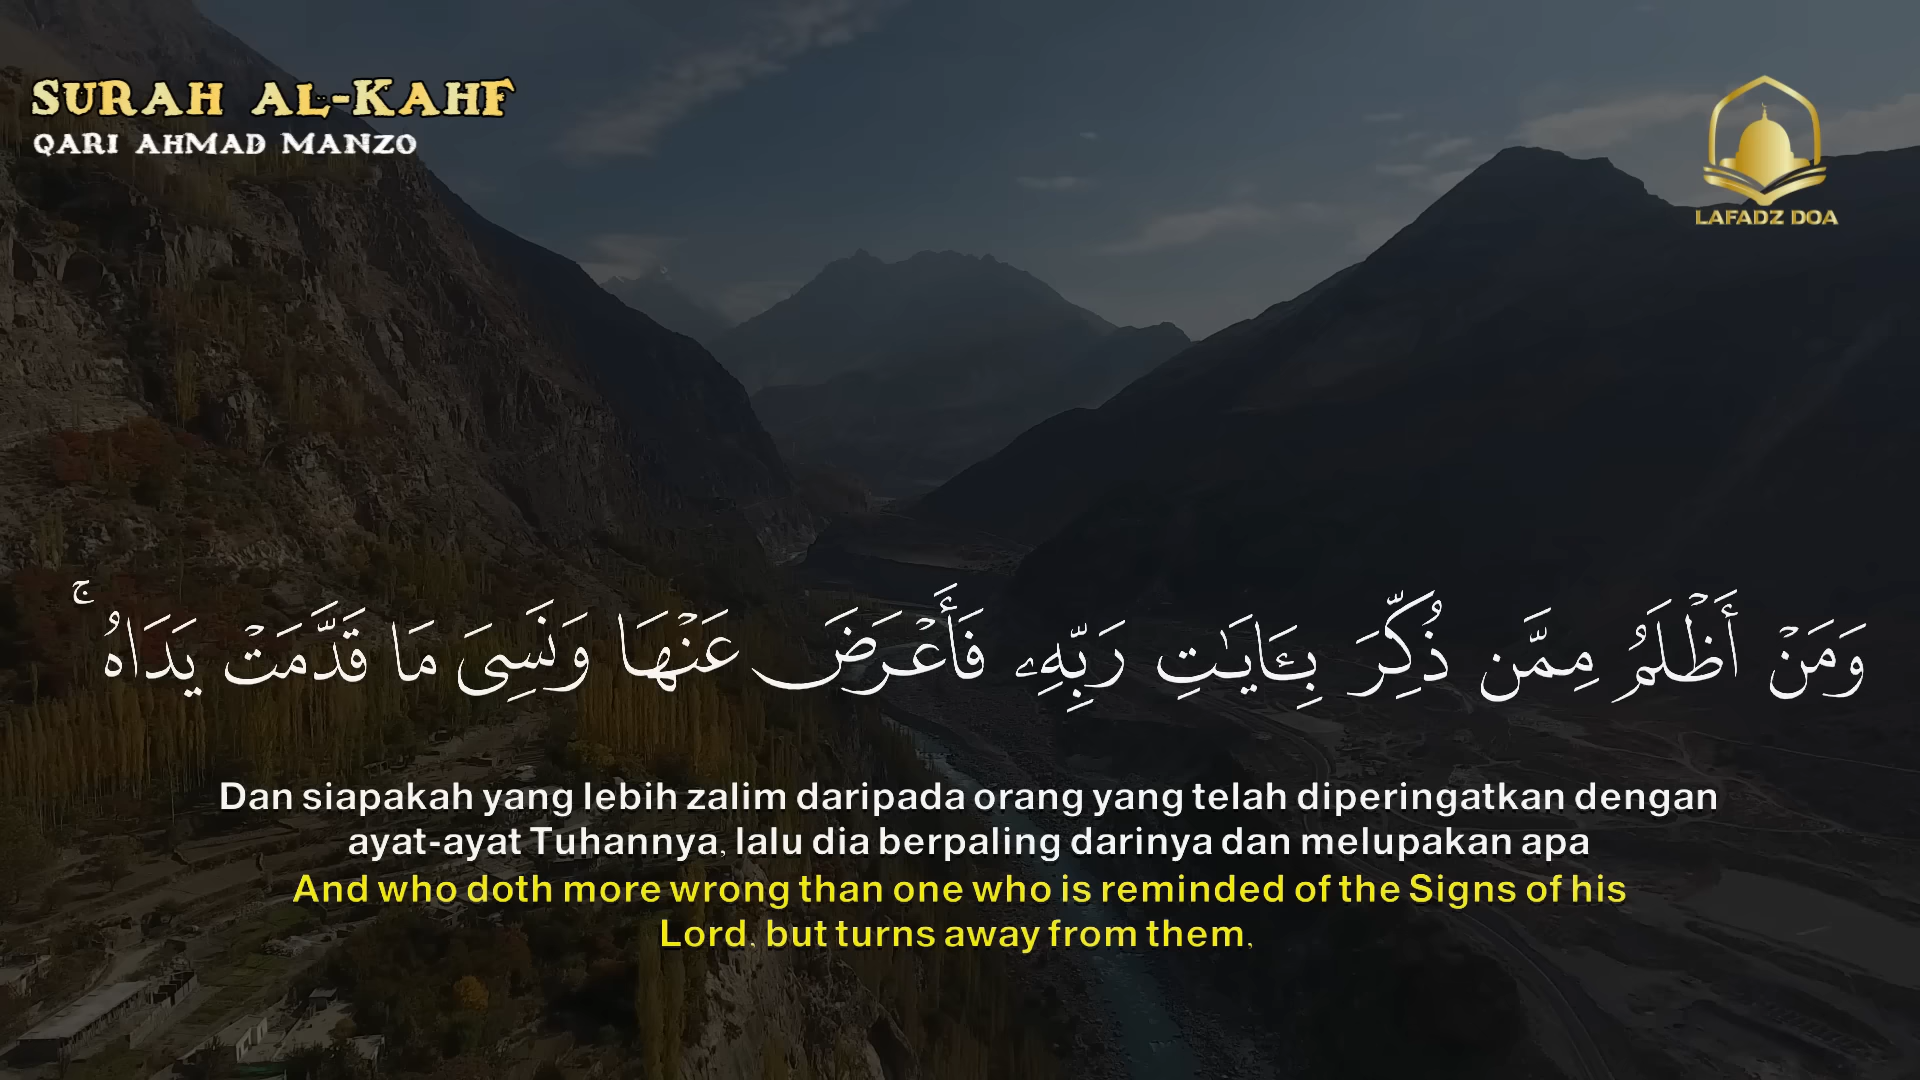 SURAH AL-KAHF
QARI AHMAD MANZO
LAFADZ DOA
وَمَنْ أَظْلَمُ مِمَّن ذُكِّرَ بِـَٔايَـٰتِ رَبِّهِۦ فَأَعْرَضَ عَنْهَا وَنَسِىَ مَا قَدَّمَتْ يَدَاهُ ۚ
Dan siapakah yang lebih zalim daripada orang yang telah diperingatkan dengan
ayat-ayat Tuhannya, lalu dia berpaling darinya dan melupakan apa
And who doth more wrong than one who is reminded of the Signs of his
Lord, but turns away from them,